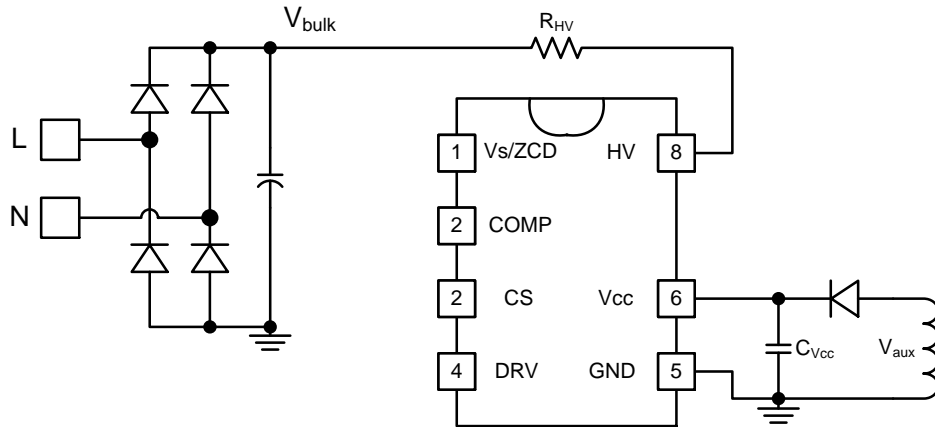 V_bulk
R_HV
L
N
1 Vs/ZCD HV 8
2 COMP
2 CS Vcc 6
4 DRV GND 5
C_Vcc
V_aux